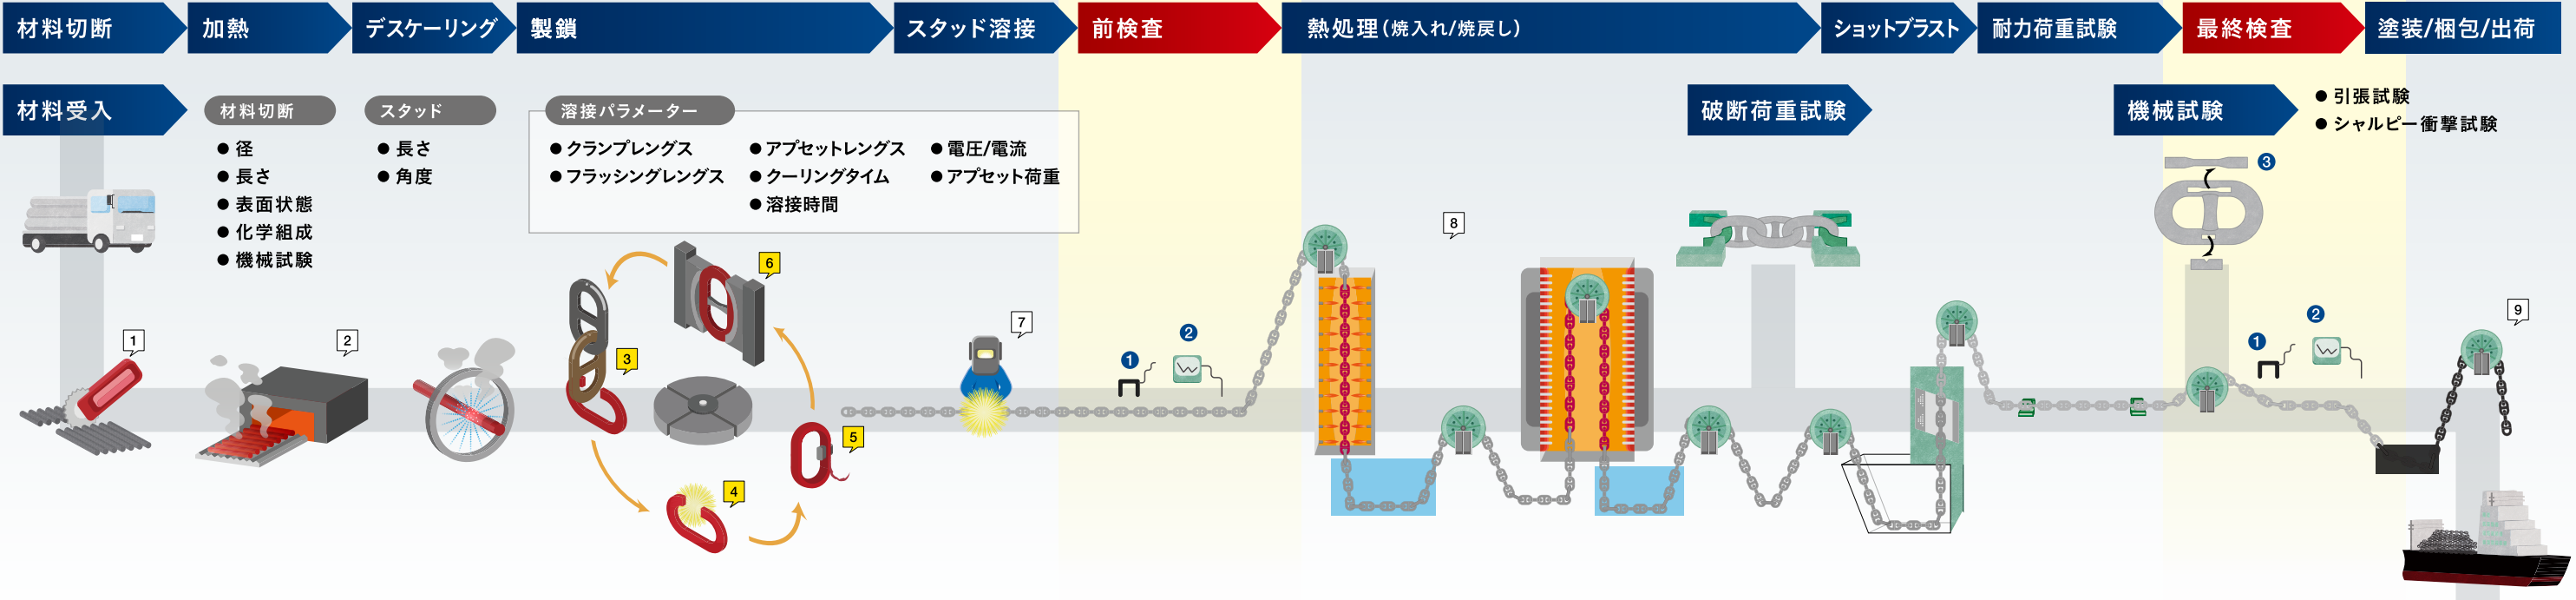 材料切断
加熱
デスケーリング
製鎖
スタッド溶接
前検査
熱処理(焼入れ/焼戻し)
ショットブラスト
耐力荷重試験
最終検査
塗装/梱包/出荷
材料受入
材料切断
● 径
● 長さ
● 表面状態
● 化学組成
● 機械試験
スタッド
● 長さ
● 角度
溶接パラメーター
● クランプレングス
● フラッシングレングス
● アプセットレングス
● クーリングタイム
● 溶接時間
● 電圧/電流
● アプセット荷重
破断荷重試験
機械試験
● 引張試験
● シャルピー衝撃試験
1
2
3
4
5
6
7
1
2
8
3
1
2
9